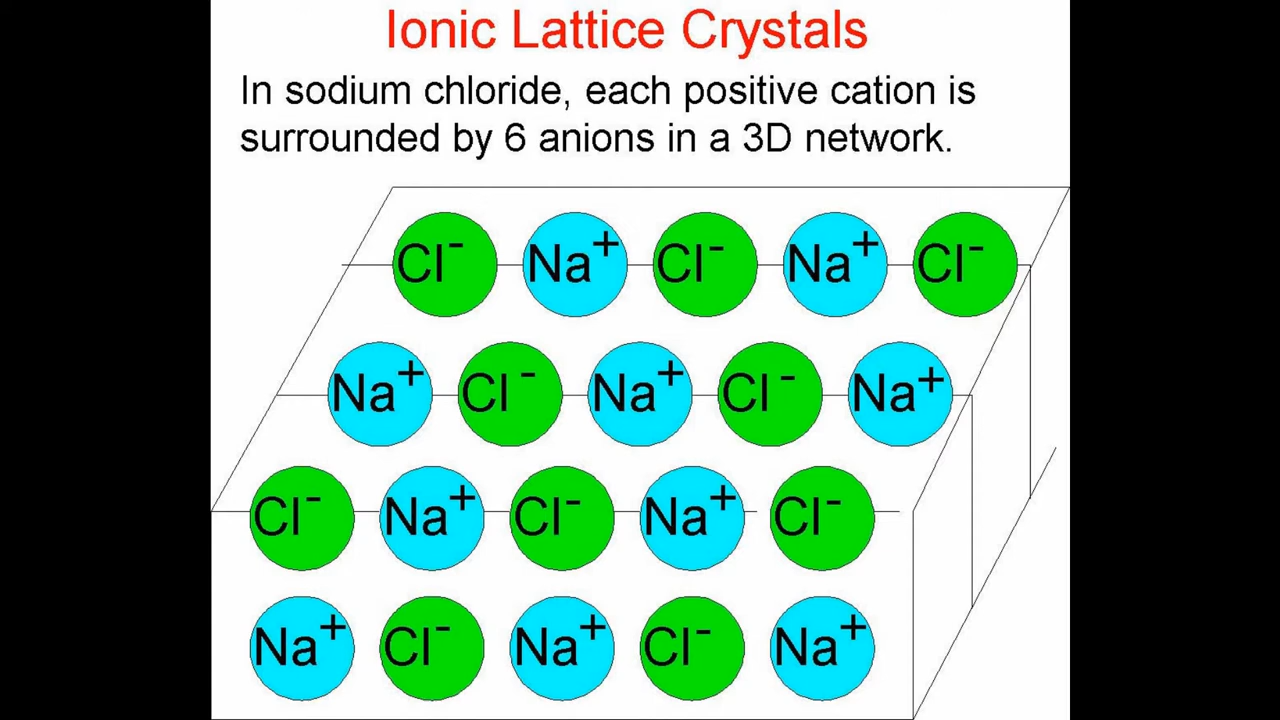 Ionic Lattice Crystals
In sodium chloride, each positive cation is
surrounded by 6 anions in a 3D network.
Cl⁻ Na⁺ Cl⁻ Na⁺ Cl⁻
Na⁺ Cl⁻ Na⁺ Cl⁻ Na⁺
Cl⁻ Na⁺ Cl⁻ Na⁺ Cl⁻
Na⁺ Cl⁻ Na⁺ Cl⁻ Na⁺